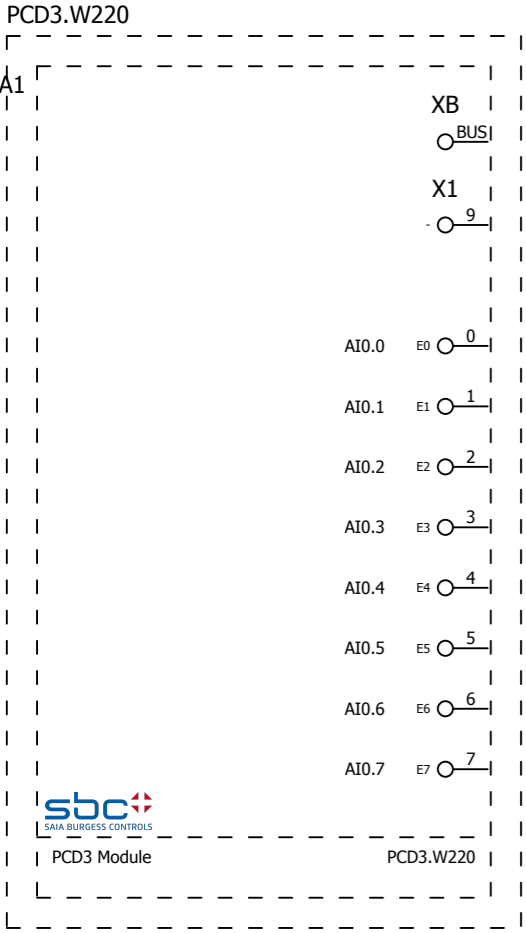 PCD3.W220
A1
XB
BUS
X1
- 9
AI0.0 E0 0
AI0.1 E1 1
AI0.2 E2 2
AI0.3 E3 3
AI0.4 E4 4
AI0.5 E5 5
AI0.6 E6 6
AI0.7 E7 7
sbc
SAIA BURGESS CONTROLS
PCD3 Module PCD3.W220